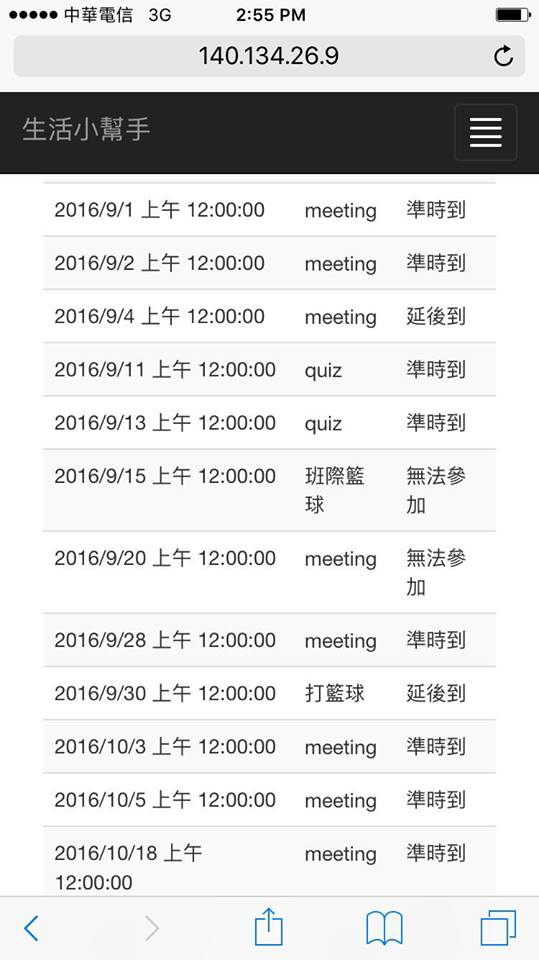 中華電信 3G 2:55 PM
140.134.26.9
生活小幫手
2016/9/1 上午 12:00:00 meeting 準時到
2016/9/2 上午 12:00:00 meeting 準時到
2016/9/4 上午 12:00:00 meeting 延後到
2016/9/11 上午 12:00:00 quiz 準時到
2016/9/13 上午 12:00:00 quiz 準時到
2016/9/15 上午 12:00:00 班際籃 無法參
球 加
2016/9/20 上午 12:00:00 meeting 無法參
加
2016/9/28 上午 12:00:00 meeting 準時到
2016/9/30 上午 12:00:00 打籃球 延後到
2016/10/3 上午 12:00:00 meeting 準時到
2016/10/5 上午 12:00:00 meeting 準時到
2016/10/18 上午 meeting 準時到
12:00:00